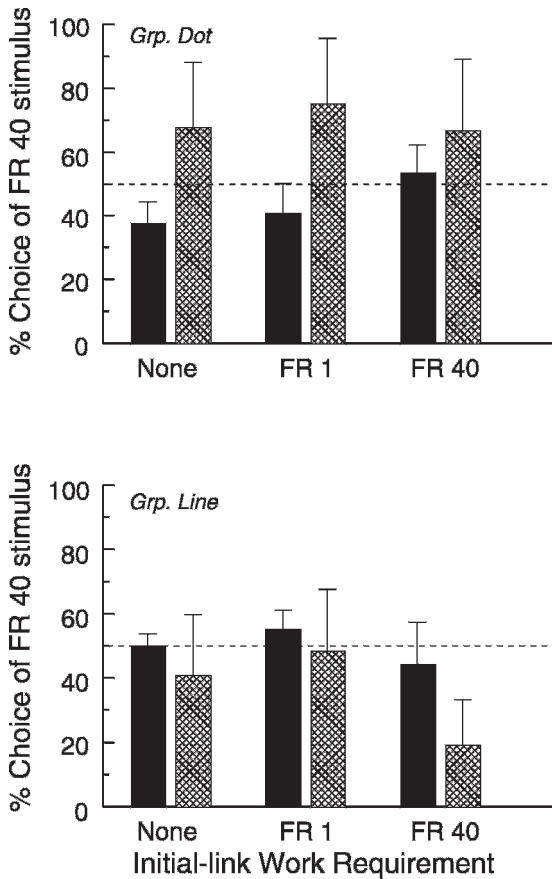 % Choice of FR 40 stimulus
Grp. Dot
100
80
60
40
20
0
None FR 1 FR 40
% Choice of FR 40 stimulus
Grp. Line
100
80
60
40
20
0
None FR 1 FR 40
Initial-link Work Requirement